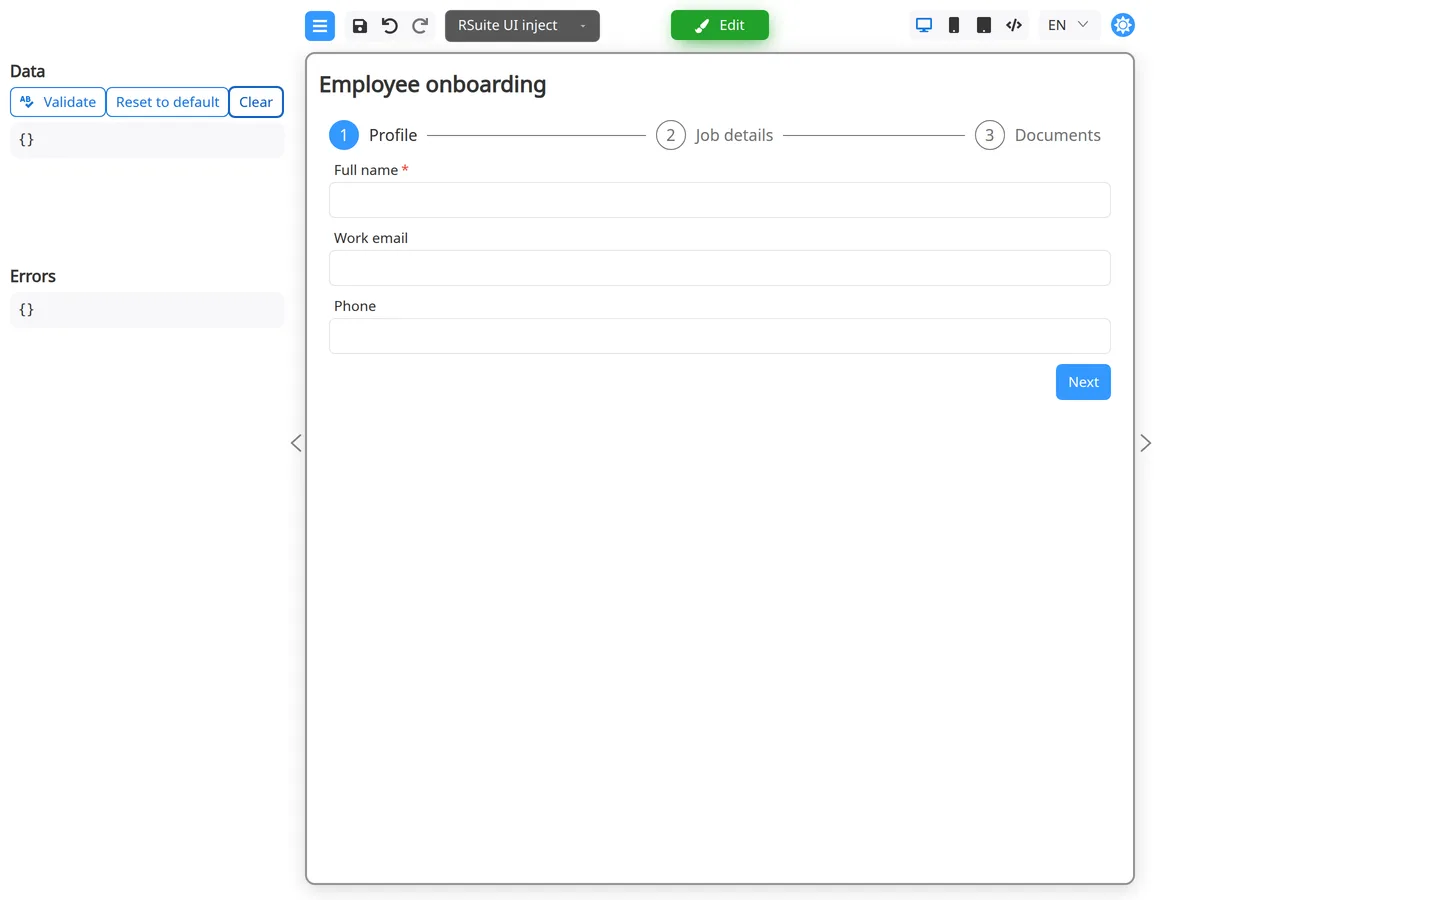 RSuite UI inject
Edit
EN
Data
Validate
Reset to default
Clear
{}
Errors
{}
Employee onboarding
1 Profile
2 Job details
3 Documents
Full name *
Work email
Phone
Next